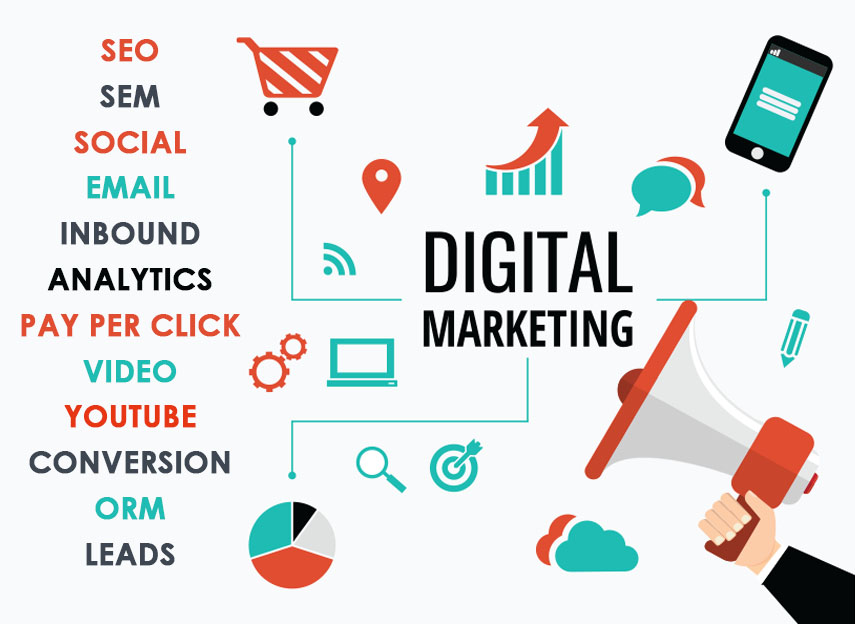 SEO
SEM
SOCIAL
EMAIL
INBOUND
ANALYTICS
PAY PER CLICK
VIDEO
YOUTUBE
CONVERSION
ORM
LEADS
DIGITAL
MARKETING